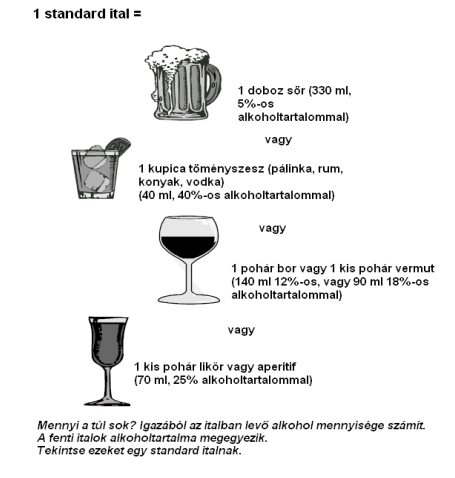 1 standard ital =
1 doboz sőr (330 ml,
5%-os
alkoholtartalommal)
vagy
1 kupica tőményszesz (pálinka, rum,
konyak, vodka)
(40 ml, 40%-os alkoholtartalommal)
vagy
1 pohár bor vagy 1 kis pohár vermut
(140 ml 12%-os, vagy 90 ml 18%-os
alkoholtartalommal)
vagy
1 kis pohár likőr vagy aperitif
(70 ml, 25% alkoholtartalommal)
Mennyi a túl sok? Igazából az italban levő alkohol mennyisége számít.
A fenti italok alkoholtartalma megegyezik.
Tekintse ezeket egy standard italnak.